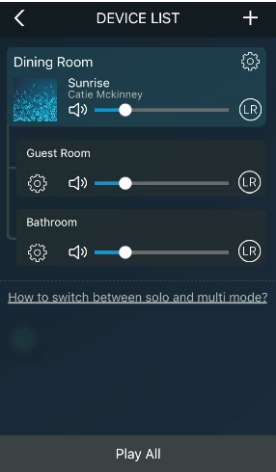 DEVICE LIST
Dining Room
Sunrise
Catie Mckinney
LR
Guest Room
LR
Bathroom
LR
How to switch between solo and multi mode?
Play All